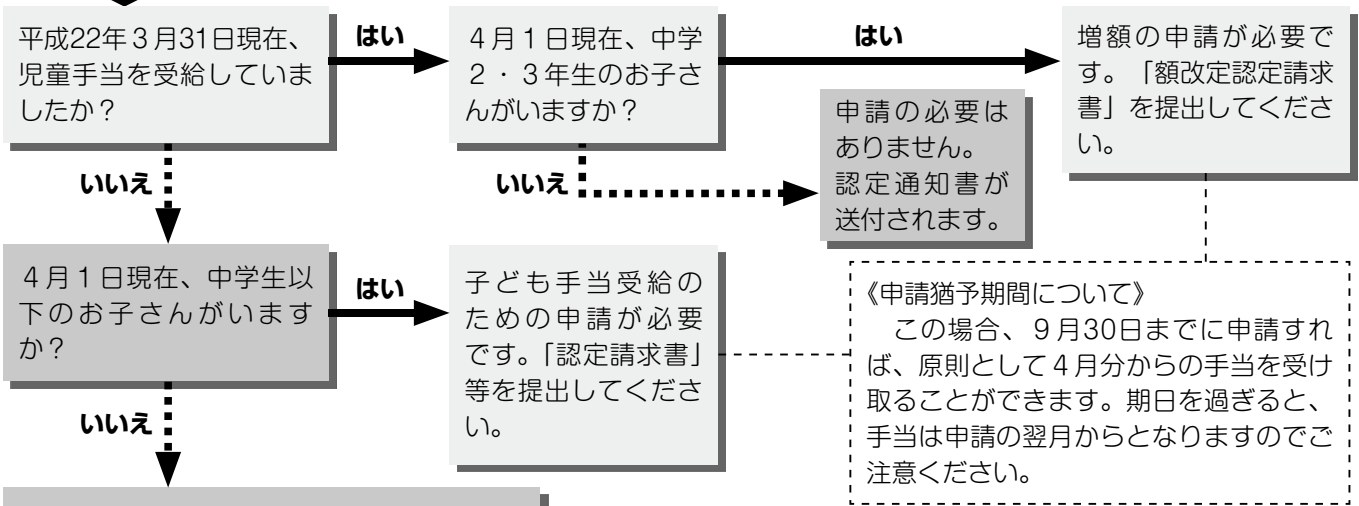 平成22年３月31日現在、
児童手当を受給していま
したか？
はい
４月１日現在、中学
２・３年生のお子さ
んがいますか？
はい
増額の申請が必要で
す。「額改定認定請求
書」を提出してくださ
い。
いいえ
いいえ
申請の必要は
ありません。
認定通知書が
送付されます。
４月１日現在、中学生以
下のお子さんがいます
か？
はい
子ども手当受給の
ための申請が必要
です。「認定請求書」
等を提出してくださ
い。
《申請猶予期間について》
この場合、９月30日までに申請すれ
ば、原則として４月分からの手当を受け
取ることができます。期日を過ぎると、
手当は申請の翌月からとなりますのでご
注意ください。
いいえ